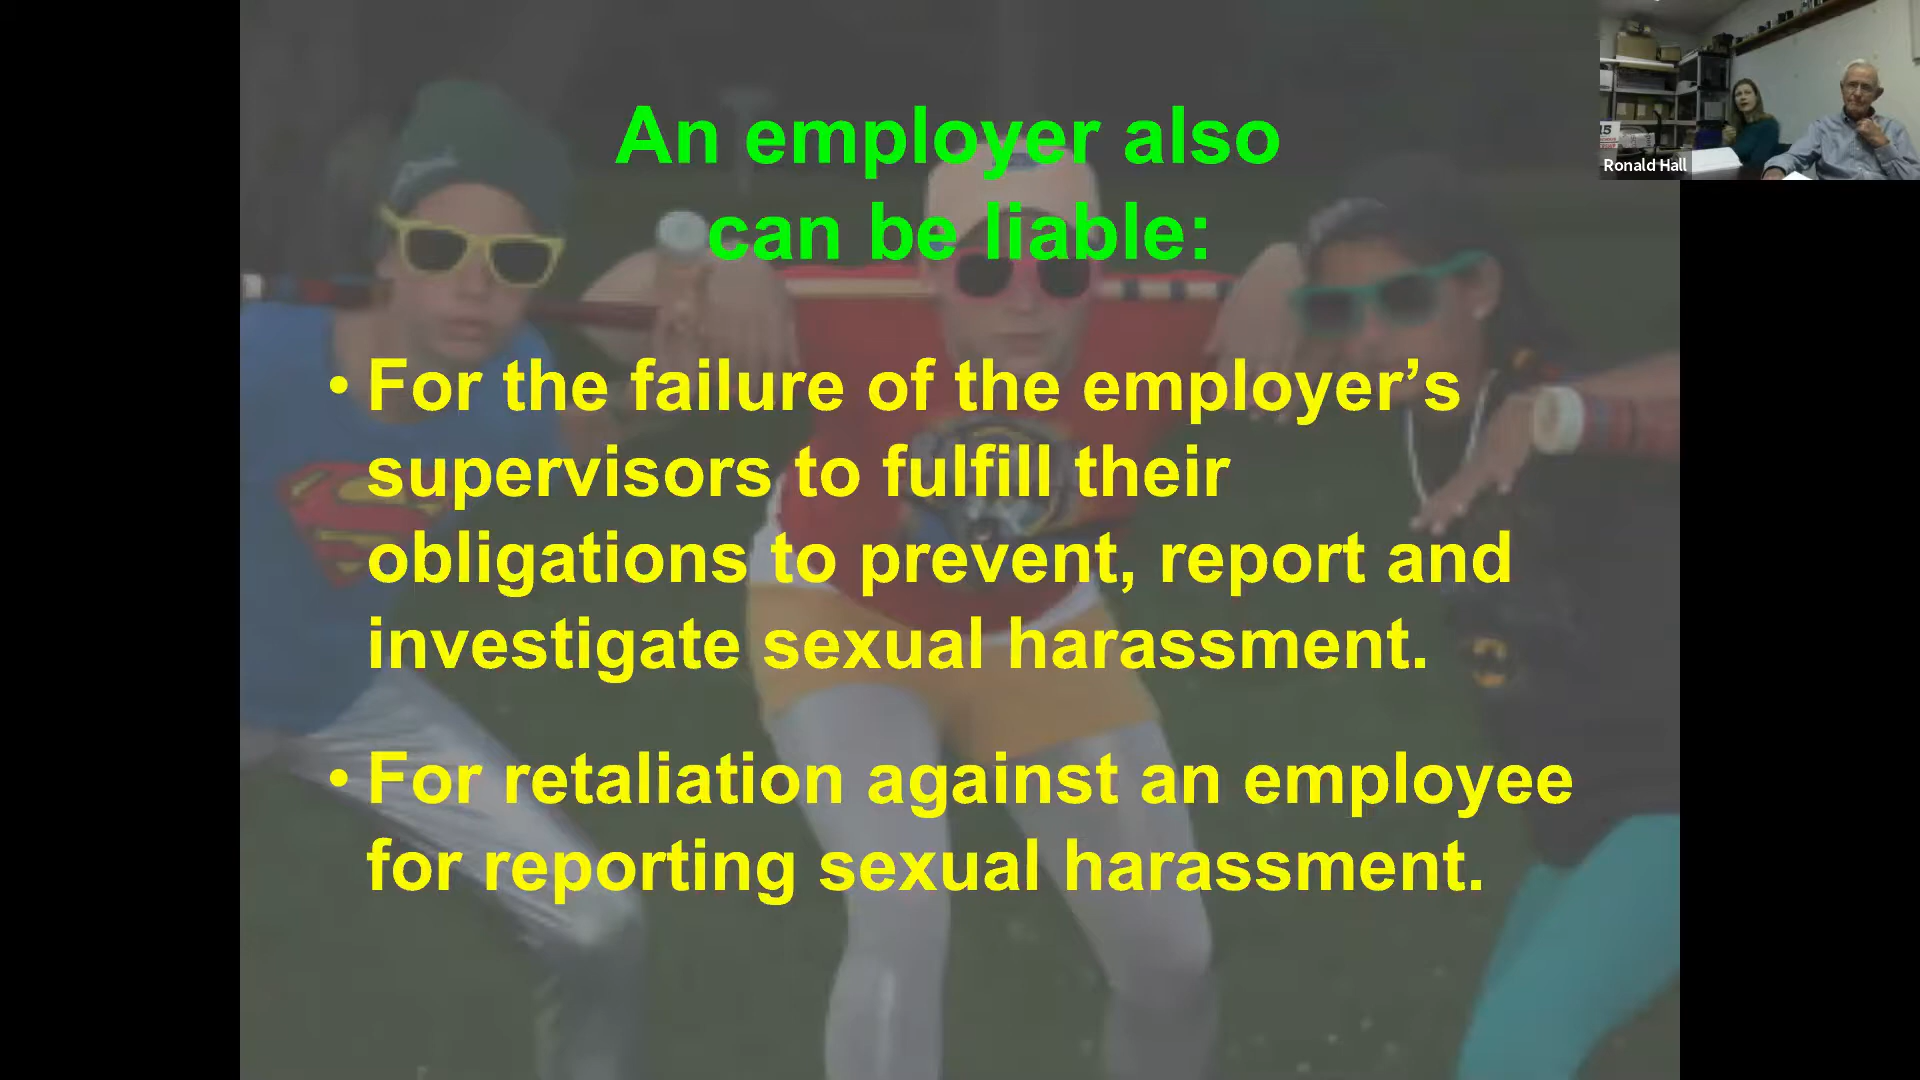 An employer also
can be liable:
• For the failure of the employer’s
supervisors to fulfill their
obligations to prevent, report and
investigate sexual harassment.
• For retaliation against an employee
for reporting sexual harassment.
15
Ronald Hall